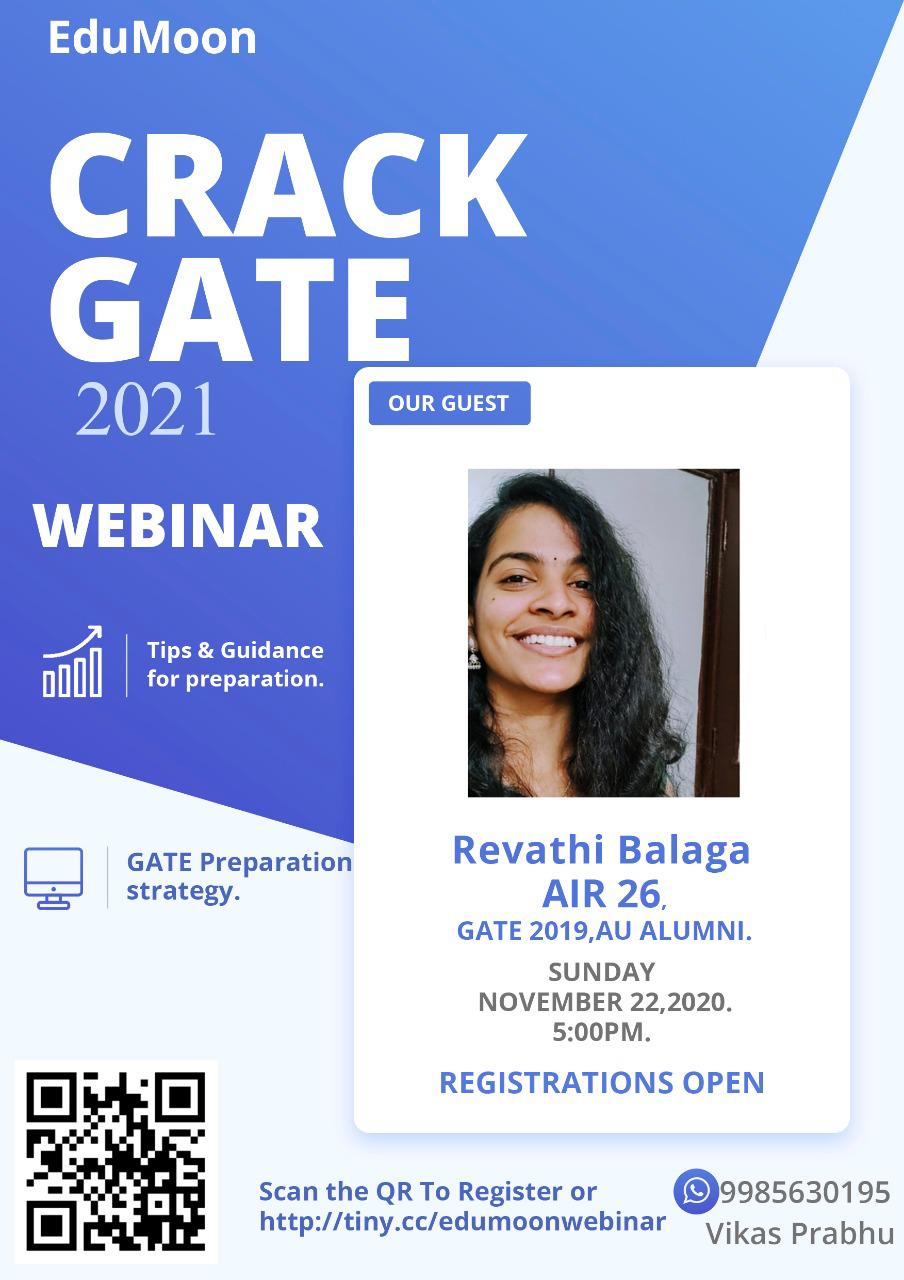 EduMoon
CRACK
GATE
2021
WEBINAR
Tips & Guidance
for preparation.
GATE Preparation
strategy.
OUR GUEST
Revathi Balaga
AIR 26,
GATE 2019,AU ALUMNI.
SUNDAY
NOVEMBER 22,2020.
5:00PM.
REGISTRATIONS OPEN
Scan the QR To Register or
http://tiny.cc/edumoonwebinar
9985630195
Vikas Prabhu